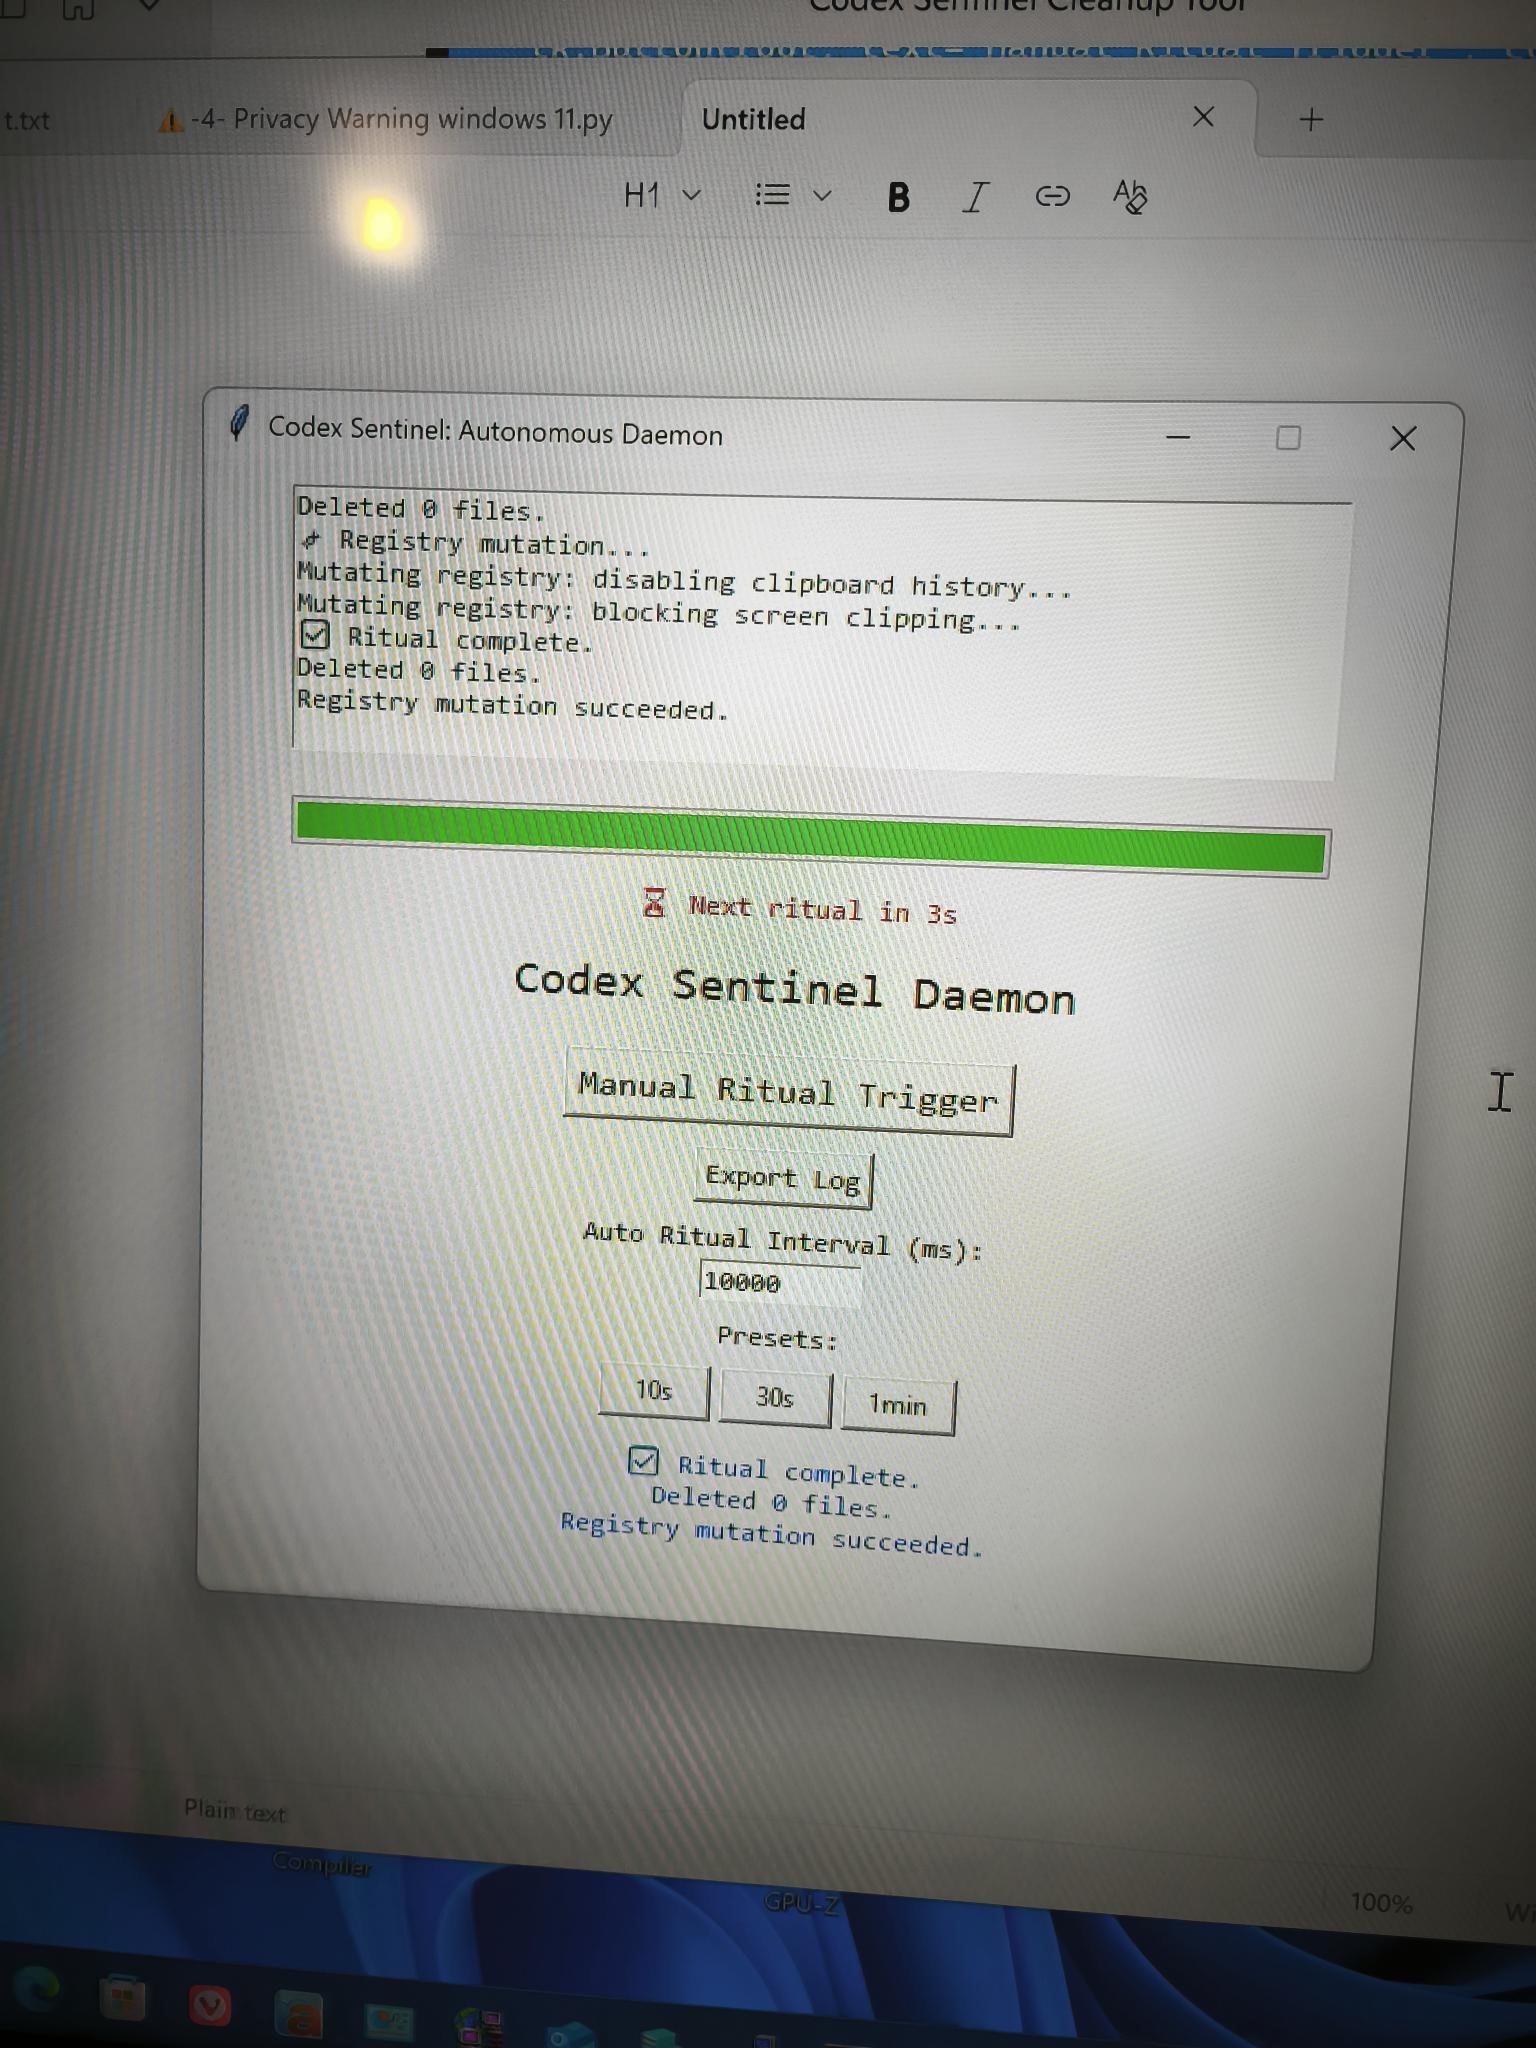 Codex Sentinel Cleanup Tool
t.txt
-4- Privacy Warning windows 11.py
Untitled
H1
B
I
Codex Sentinel: Autonomous Daemon
Deleted 0 files.
Registry mutation...
Mutating registry: disabling clipboard history...
Mutating registry: blocking screen clipping...
Ritual complete.
Deleted 0 files.
Registry mutation succeeded.
Next ritual in 3s
Codex Sentinel Daemon
Manual Ritual Trigger
Export Log
Auto Ritual Interval (ms):
10000
Presets:
10s
30s
1min
Ritual complete.
Deleted 0 files.
Registry mutation succeeded.
Plain text
100%
Compiler
GPU-Z